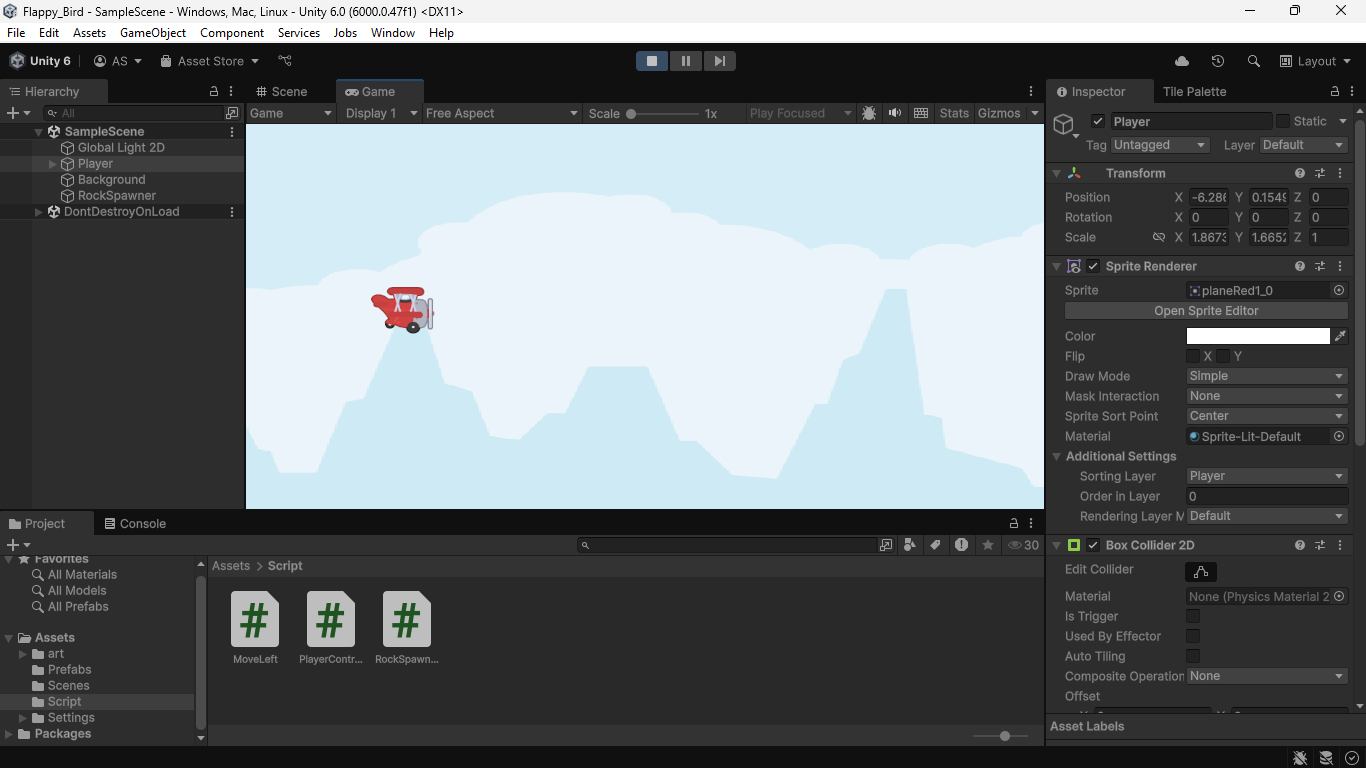 Flappy_Bird - SampleScene - Windows, Mac, Linux - Unity 6.0 (6000.0.47f1) <DX11>
File Edit Assets GameObject Component Services Jobs Window Help
Unity 6 AS Asset Store Layout
Hierarchy
All
SampleScene
Global Light 2D
Player
Background
RockSpawner
DontDestroyOnLoad
Scene Game
Game Display 1 Free Aspect Scale 1x Play Focused Stats Gizmos
Inspector Tile Palette
Player Static
Tag Untagged Layer Default
Transform
Position X -6.286 Y 0.1549 Z 0
Rotation X 0 Y 0 Z 0
Scale X 1.8673 Y 1.6652 Z 1
Sprite Renderer
Sprite planeRed1_0
Open Sprite Editor
Color
Flip X Y
Draw Mode Simple
Mask Interaction None
Sprite Sort Point Center
Material Sprite-Lit-Default
Additional Settings
Sorting Layer Player
Order in Layer 0
Rendering Layer M Default
Box Collider 2D
Edit Collider
Material None (Physics Material 2
Is Trigger
Used By Effector
Auto Tiling
Composite Operation None
Offset
Asset Labels
Project Console
30
Favorites
All Materials
All Models
All Prefabs
Assets
art
Prefabs
Scenes
Script
Settings
Packages
Assets > Script
MoveLeft PlayerContr... RockSpawn...